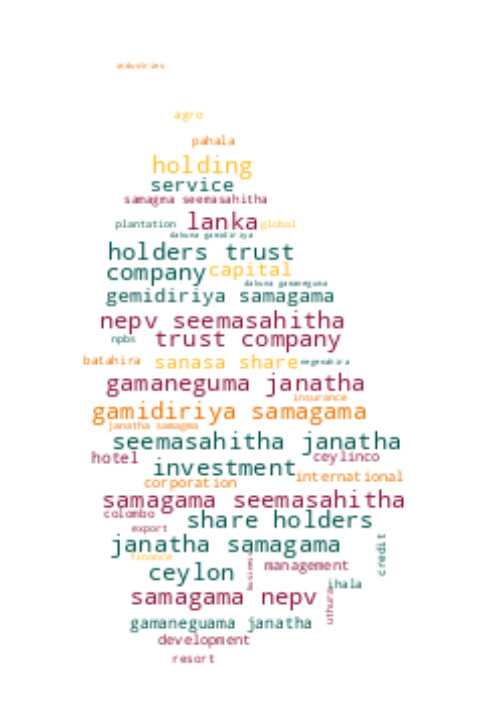 industries
agro
pahala
holding
service
samagma seemasahitha
plantation lanka global
dakuna gamidiriya
holders trust
company capital
dakuna gamaneguma
gemidiriya samagama
nepv seemasahitha
npbs trust company
batahira sanasa share negenahira
gamaneguma janatha
insurance
gamidiriya samagama
janatha samagma
seemasahitha janatha
hotel ceylinco
investment
corporation international
samagama seemasahitha
colombo share holders
export
janatha samagama
finance credit
ceylon business management
ihala
samagama nepv uthura
gamaneguama janatha
development
resort